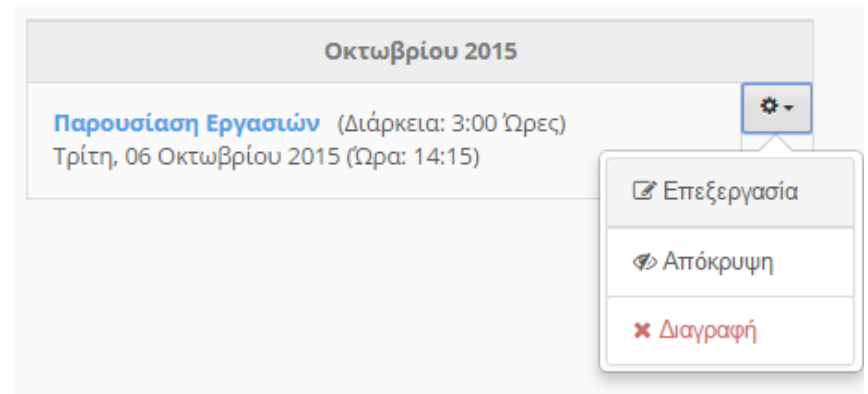 Οκτωβρίου 2015
Παρουσίαση Εργασιών (Διάρκεια: 3:00 Ώρες)
Τρίτη, 06 Οκτωβρίου 2015 (Ώρα: 14:15)
Επεξεργασία
Απόκρυψη
Διαγραφή